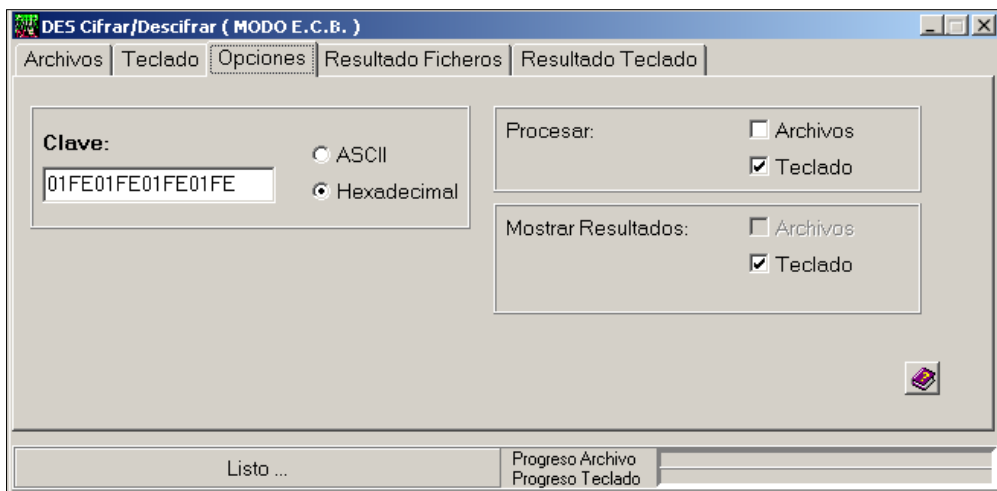 DES Cifrar/Descifrar ( MODO E.C.B. )
Archivos Teclado Opciones Resultado Ficheros Resultado Teclado
Clave:
01FE01FE01FE01FE
ASCII
Hexadecimal
Procesar:
Archivos
Teclado
Mostrar Resultados:
Archivos
Teclado
Listo ...
Progreso Archivo
Progreso Teclado